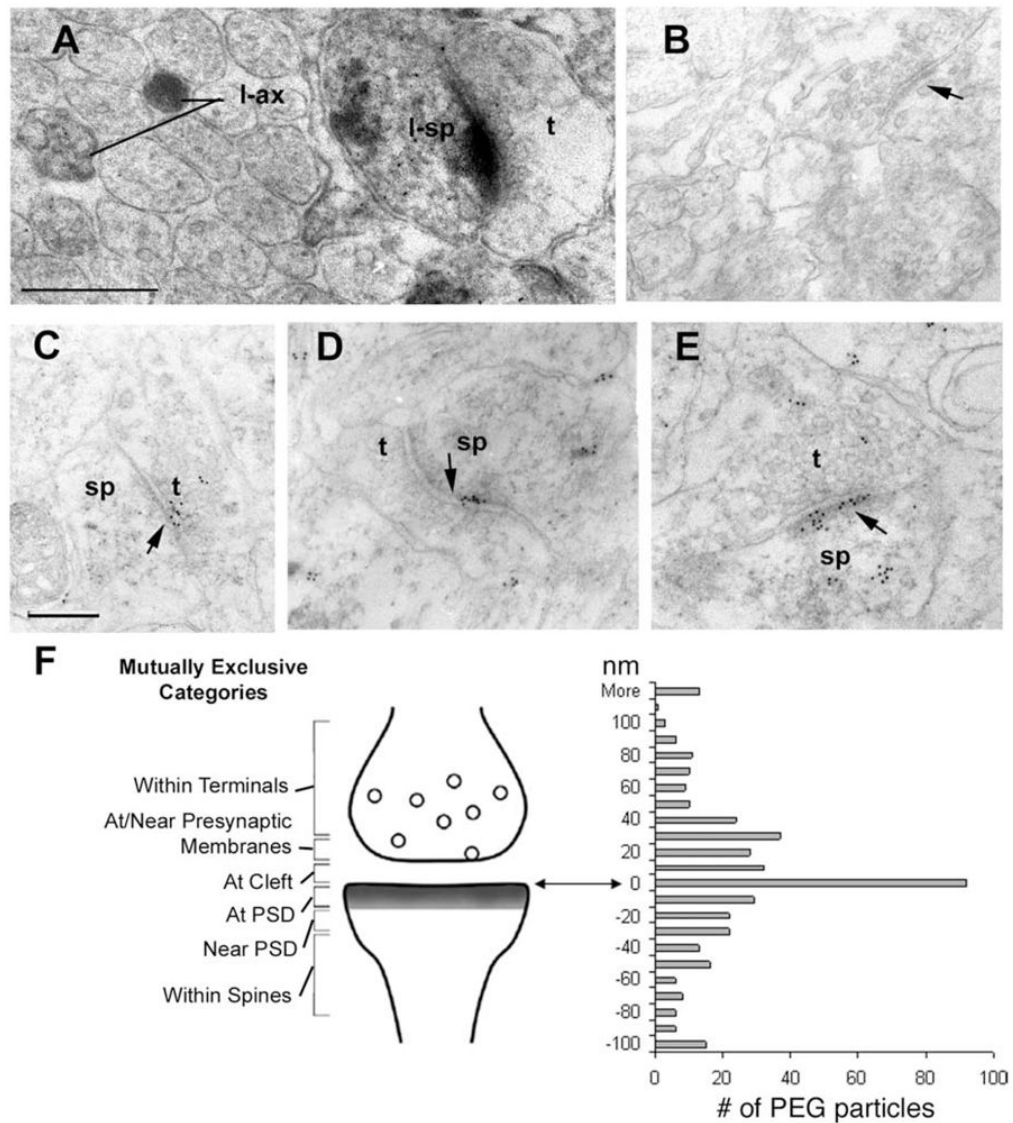 A
l-ax
l-sp
t
B
C
sp
t
D
t
sp
E
t
sp
F
Mutually Exclusive
Categories
Within Terminals
At/Near Presynaptic
Membranes
At Cleft
At PSD
Near PSD
Within Spines
nm
More
100
80
60
40
20
0
-20
-40
-60
-80
-100
0
20
40
60
80
100
# of PEG particles